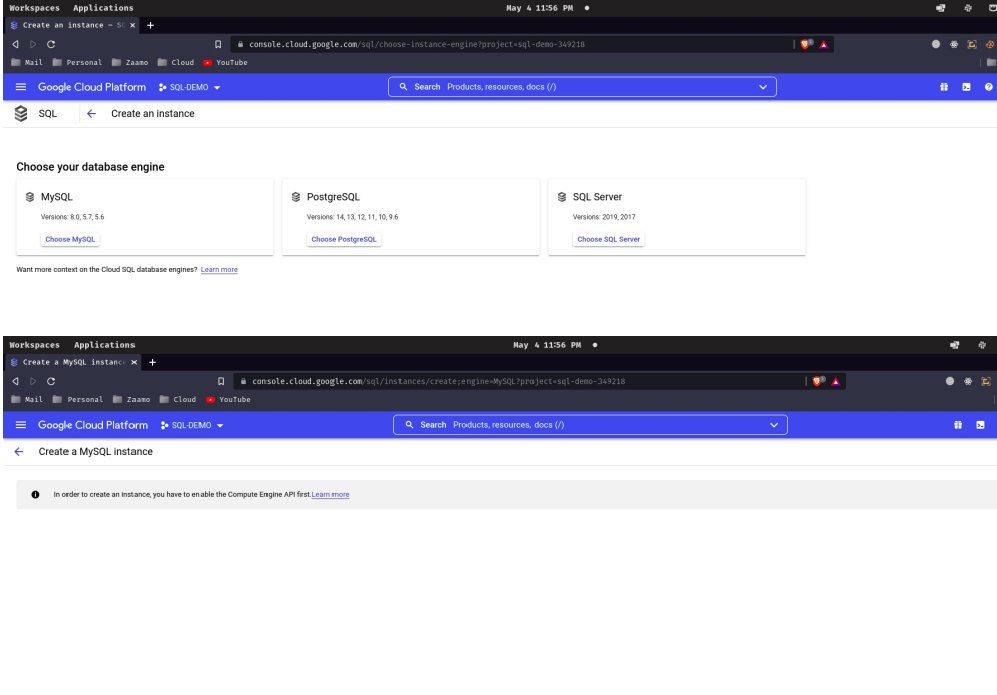 Workspaces Applications May 4 11:56 PM
Create an instance – SQ × +
console.cloud.google.com/sql/choose-instance-engine?project=sql-demo-349218
Mail Personal Zaamo Cloud YouTube
Google Cloud Platform SQL-DEMO Search Products, resources, docs (/)
SQL Create an instance
Choose your database engine
MySQL PostgreSQL SQL Server
Versions: 8.0, 5.7, 5.6 Versions: 14, 13, 12, 11, 10, 9.6 Versions: 2019, 2017
Choose MySQL Choose PostgreSQL Choose SQL Server
Want more context on the Cloud SQL database engines? Learn more
Workspaces Applications May 4 11:56 PM
Create a MySQL instance × +
console.cloud.google.com/sql/instances/create;engine=MySQL?project=sql-demo-349218
Mail Personal Zaamo Cloud YouTube
Google Cloud Platform SQL-DEMO Search Products, resources, docs (/)
Create a MySQL instance
In order to create an instance, you have to enable the Compute Engine API first.Learn more